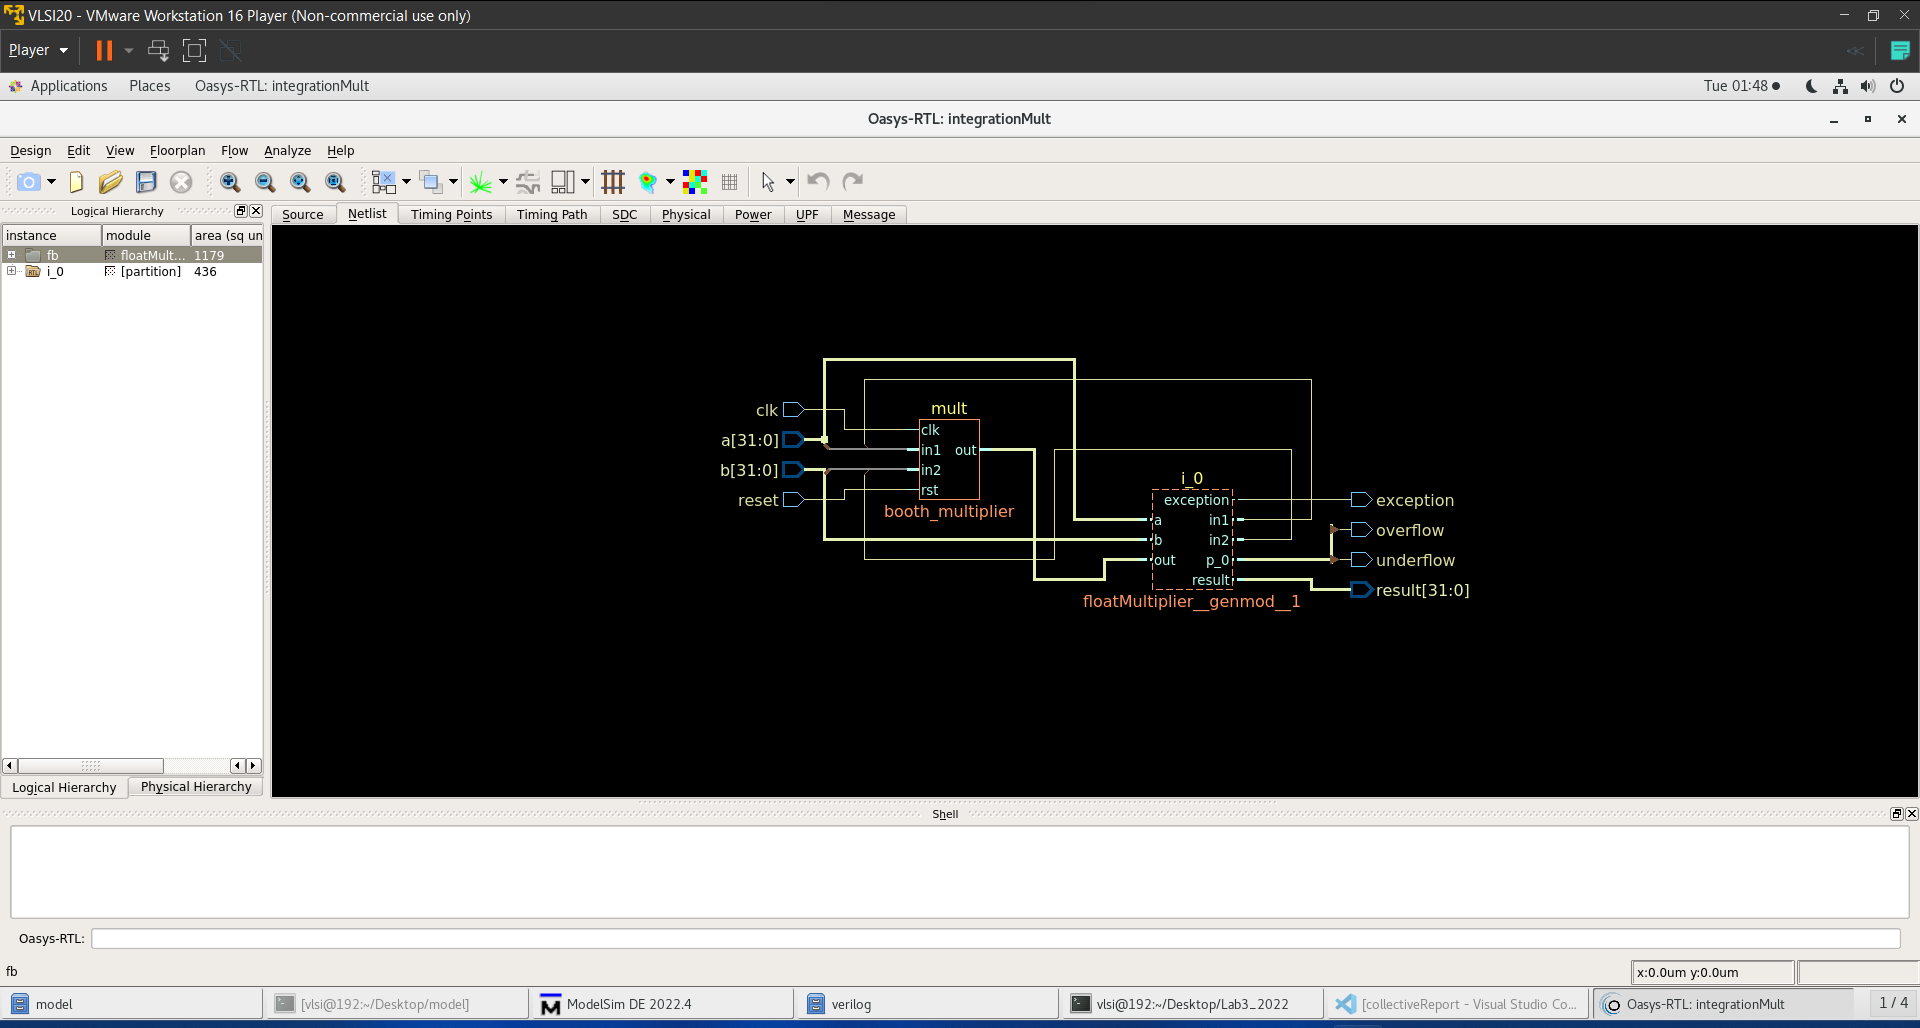 VLSI20 - VMware Workstation 16 Player (Non-commercial use only)
Player
Applications Places Oasys-RTL: integrationMult Tue 01:48
Oasys-RTL: integrationMult
Design Edit View Floorplan Flow Analyze Help
Logical Hierarchy
Source Netlist Timing Points Timing Path SDC Physical Power UPF Message
instance module area (sq un
fb floatMult... 1179
i_0 [partition] 436
mult
clk
a[31:0]
b[31:0]
reset
clk
in1 out
in2
rst
booth_multiplier
i_0
exception
a in1
b in2
out p_0
result
floatMultiplier__genmod__1
exception
overflow
underflow
result[31:0]
Logical Hierarchy Physical Hierarchy
Shell
Oasys-RTL:
fb
x:0.0um y:0.0um
model
[vlsi@192:~/Desktop/model]
ModelSim DE 2022.4
verilog
vlsi@192:~/Desktop/Lab3_2022
[collectiveReport - Visual Studio Co...
Oasys-RTL: integrationMult
1 / 4